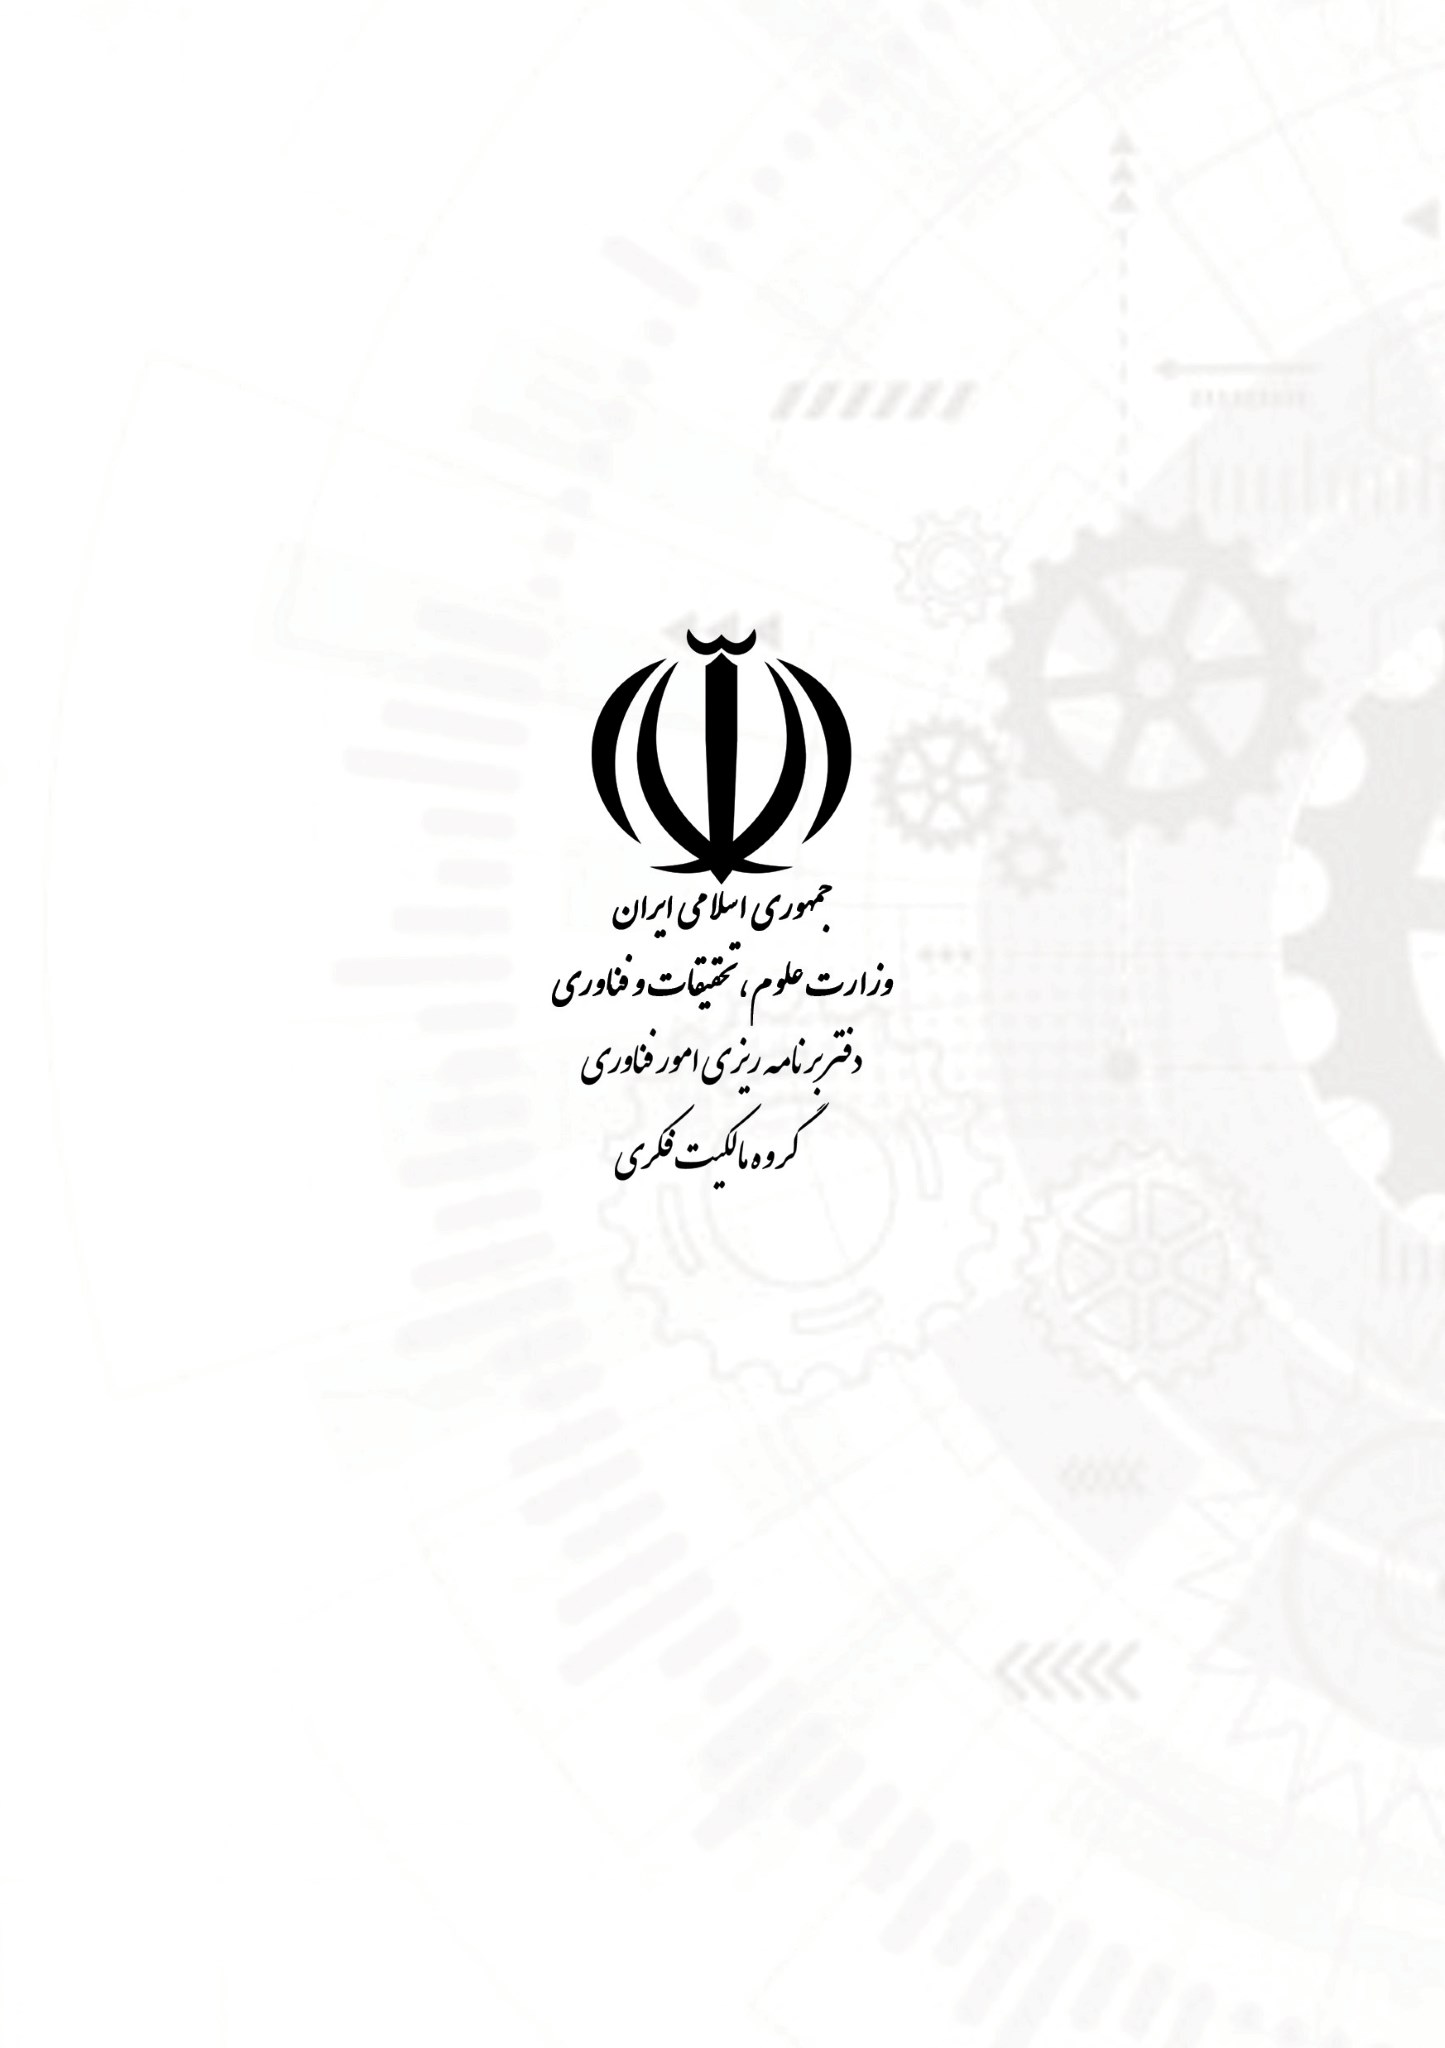 جمهوری اسلامی ایران
وزارت علوم، تحقیقات و فناوری
دفتر برنامه ریزی امور فناوری
گروه مالکیت فکری